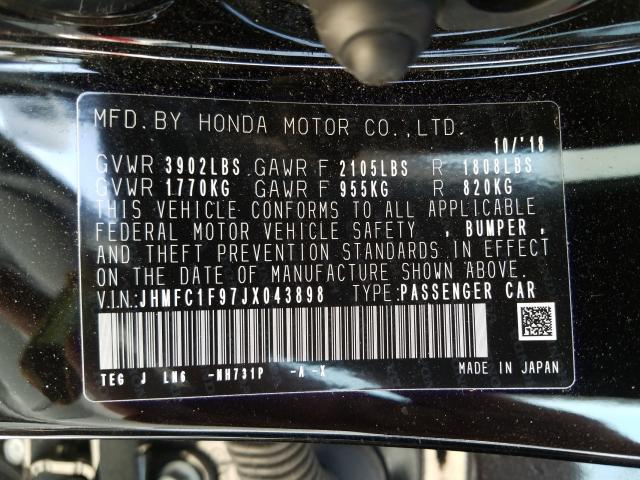 MFD. BY HONDA MOTOR CO.,LTD.
10/'18
GVWR 3902LBS GAWR F 2105LBS R 1808LBS
GVWR 1770KG GAWR F 955KG R 820KG
THIS VEHICLE CONFORMS TO ALL APPLICABLE
FEDERAL MOTOR VEHICLE SAFETY , BUMPER ,
AND THEFT PREVENTION STANDARDS IN EFFECT
ON THE DATE OF MANUFACTURE SHOWN ABOVE.
V.I.N.: JHMFC1F97JX043898 TYPE: PASSENGER CAR
TEG J LNG -NH731P -A -X MADE IN JAPAN